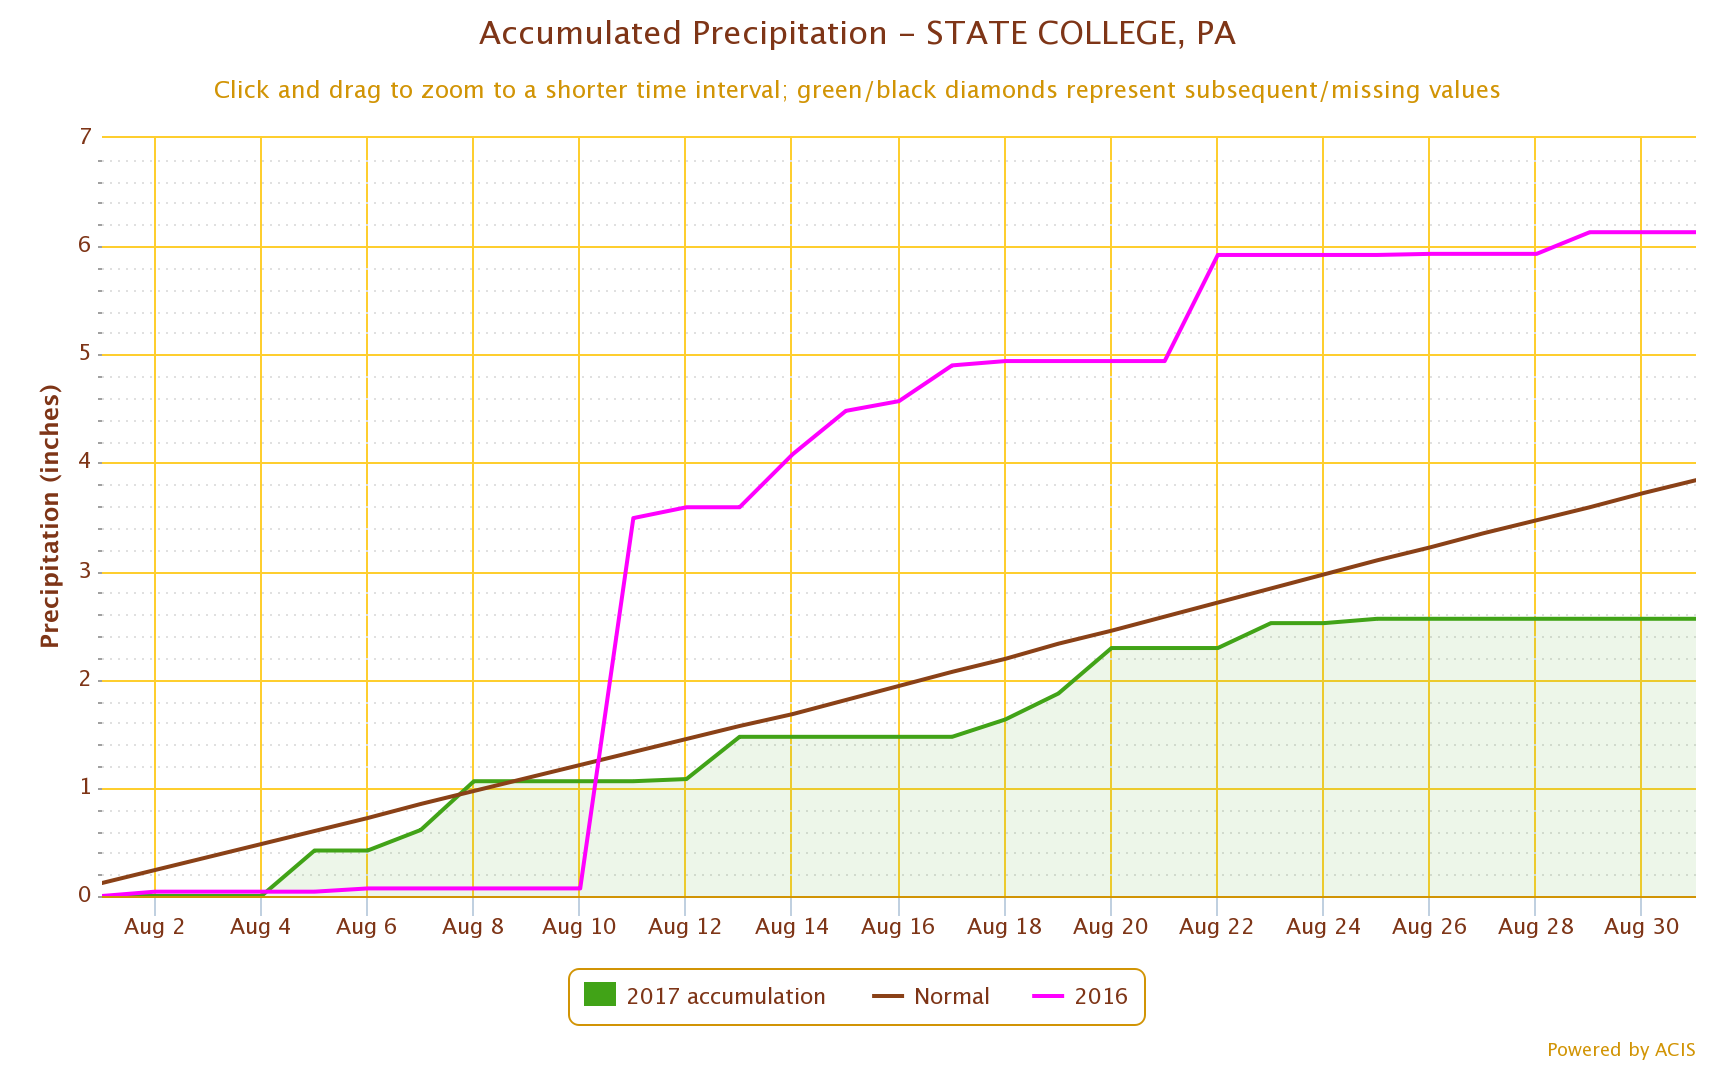 Accumulated Precipitation – STATE COLLEGE, PA
Click and drag to zoom to a shorter time interval; green/black diamonds represent subsequent/missing values
Precipitation (inches)
7
6
5
4
3
2
1
0
Aug 2 Aug 4 Aug 6 Aug 8 Aug 10 Aug 12 Aug 14 Aug 16 Aug 18 Aug 20 Aug 22 Aug 24 Aug 26 Aug 28 Aug 30
2017 accumulation Normal 2016
Powered by ACIS